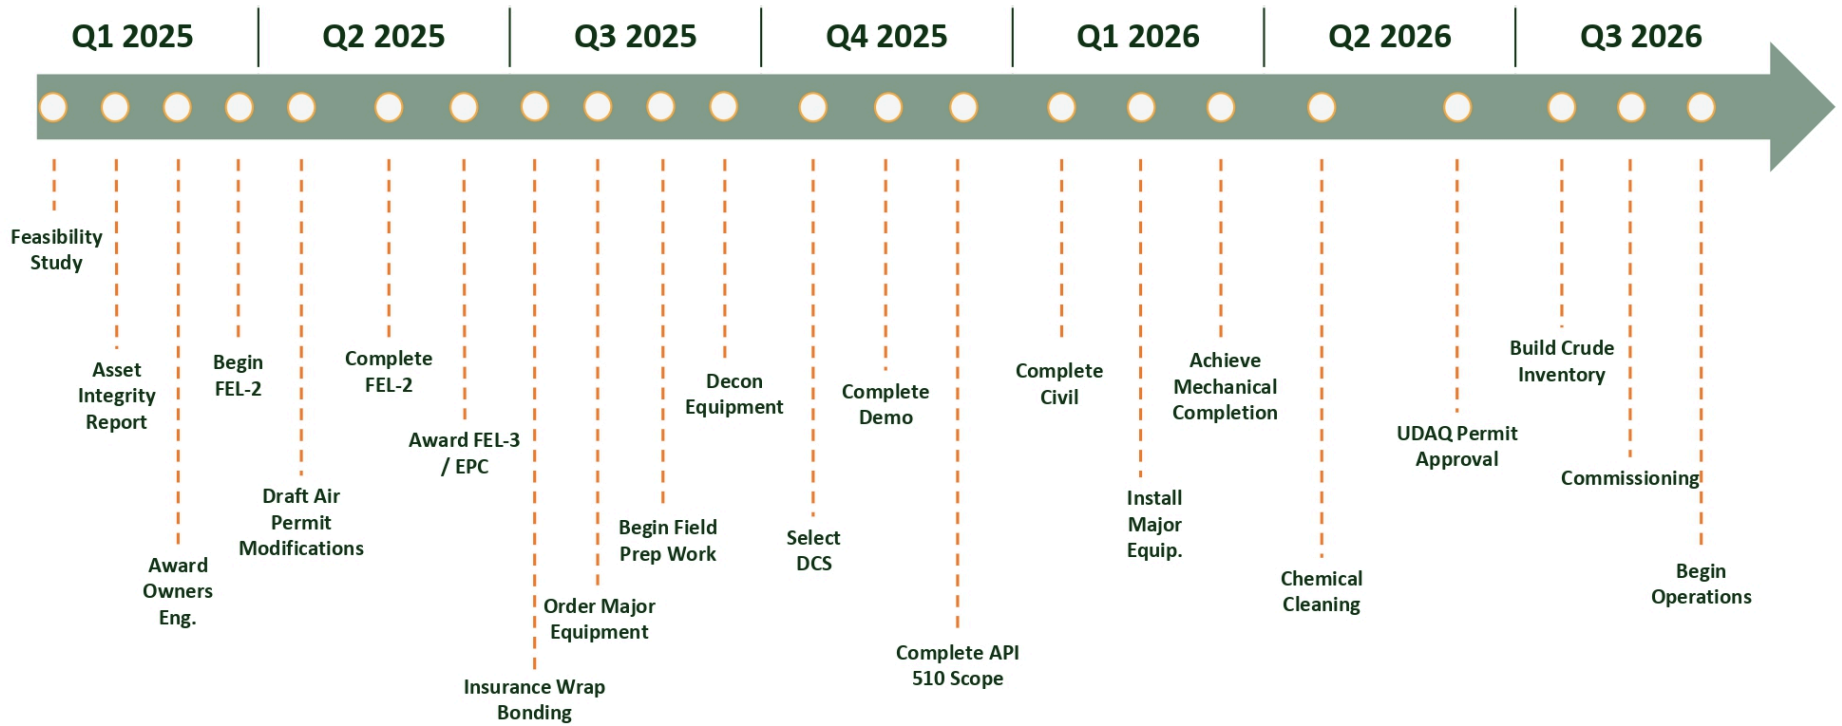 Q1 2025
Q2 2025
Q3 2025
Q4 2025
Q1 2026
Q2 2026
Q3 2026
Feasibility
Study
Asset
Integrity
Report
Award
Owners
Eng.
Begin
FEL-2
Draft Air
Permit
Modifications
Complete
FEL-2
Award FEL-3
/ EPC
Insurance Wrap
Bonding
Order Major
Equipment
Begin Field
Prep Work
Decon
Equipment
Select
DCS
Complete
Demo
Complete API
510 Scope
Complete
Civil
Install
Major
Equip.
Achieve
Mechanical
Completion
Chemical
Cleaning
UDAQ Permit
Approval
Build Crude
Inventory
Commissioning
Begin
Operations